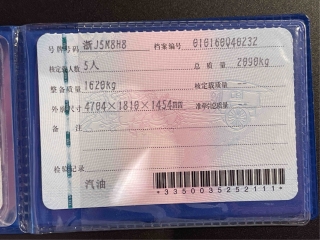 号牌号码 浙J5M8H8 档案编号 010160040232
核定载人数 5人 总质量 2090kg
整备质量 1620kg 核定载质量
外廓尺寸 4704×1810×1454mm 准牵引总质量
备注
检验记录
汽油
*3350035252111*